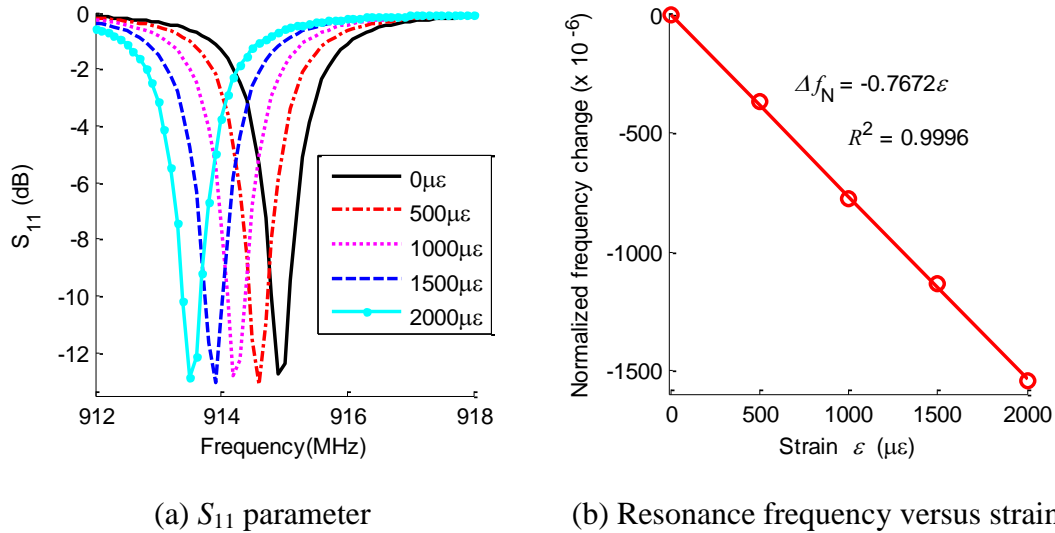 0
-2
-4
-6
-8
-10
-12
S11 (dB)
912
914
916
918
Frequency(MHz)
0με
500με
1000με
1500με
2000με
0
-500
-1000
-1500
Normalized frequency change (x 10 -6)
0
500
1000
1500
2000
Strain ε (με)
ΔfN = -0.7672ε
R2 = 0.9996
(a) S11 parameter
(b) Resonance frequency versus strain